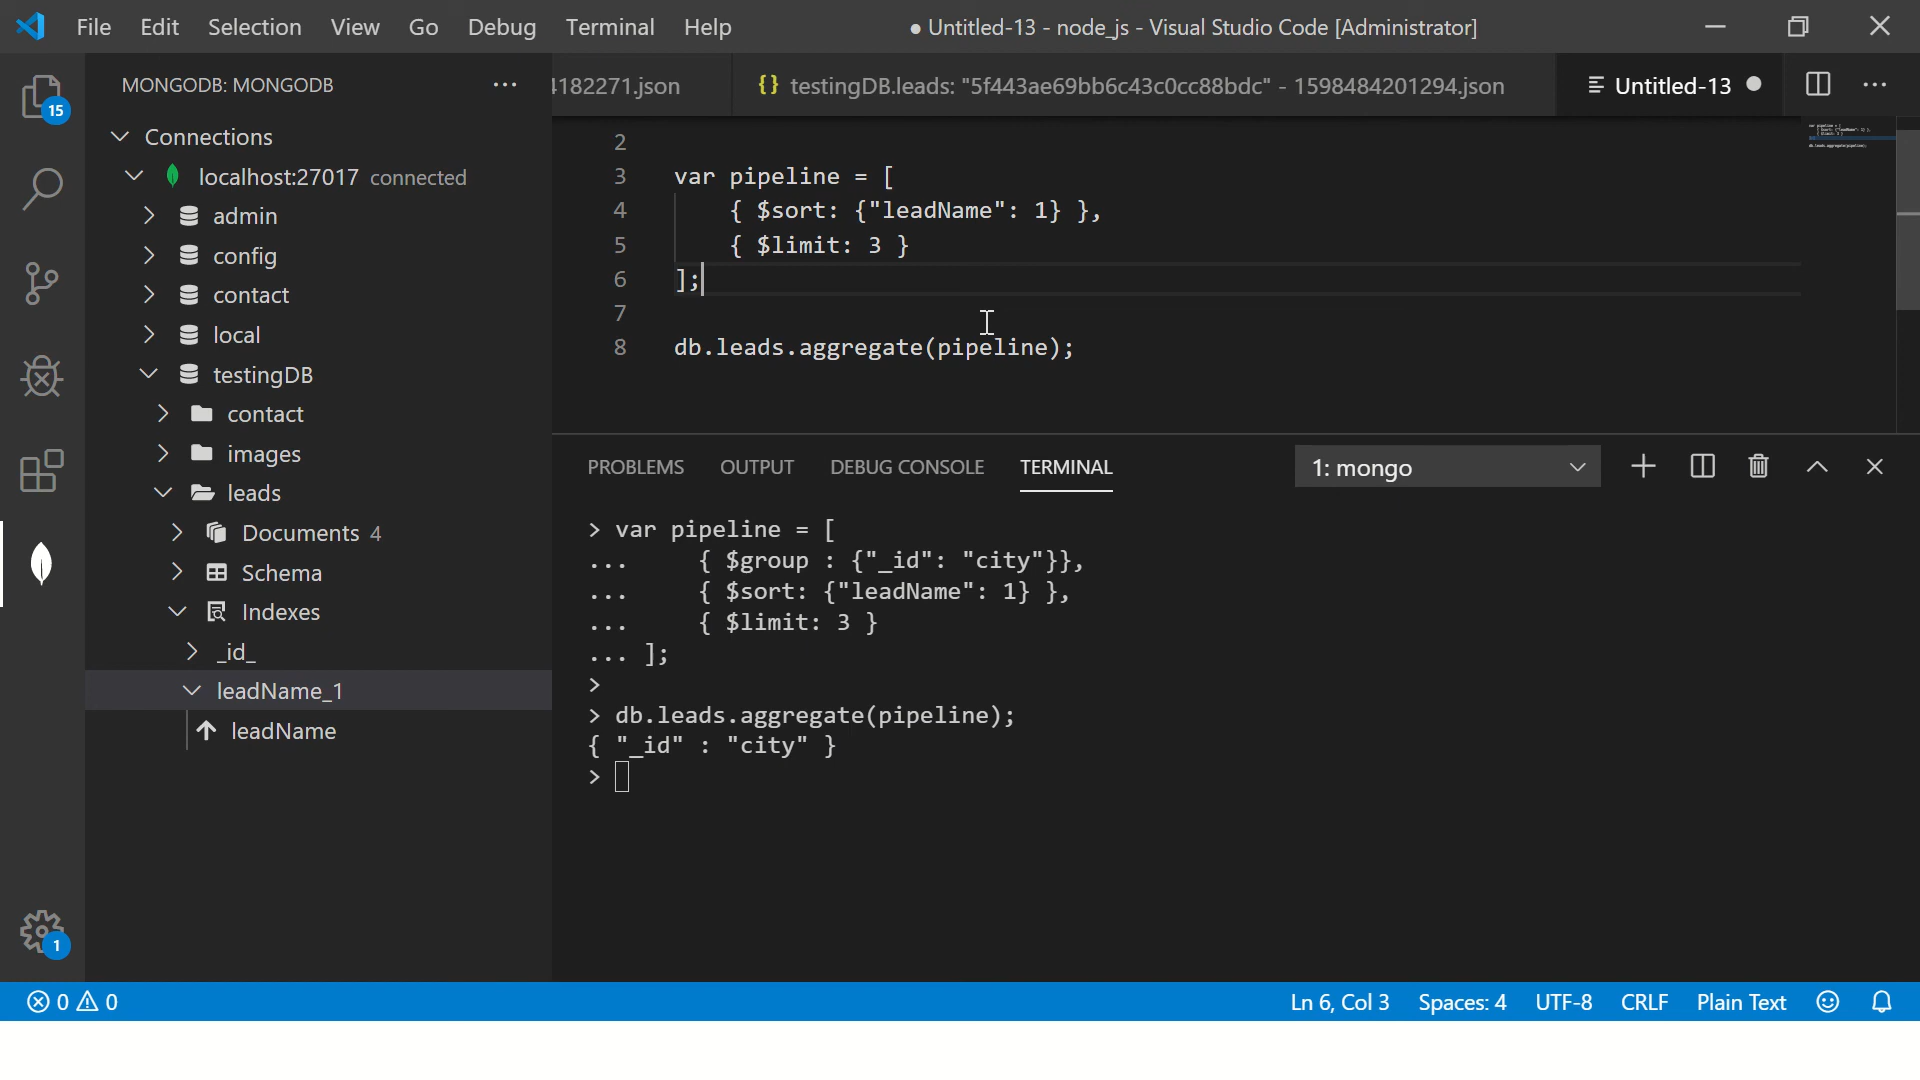 File Edit Selection View Go Debug Terminal Help
● Untitled-13 - node_js - Visual Studio Code [Administrator]
MONGODB: MONGODB ···
4182271.json
{} testingDB.leads: "5f443ae69bb6c43c0cc88bdc" - 1598484201294.json
Untitled-13 ●
15
Connections
localhost:27017 connected
admin
config
contact
local
testingDB
contact
images
leads
Documents 4
Schema
Indexes
_id_
leadName_1
leadName
1
2
3 var pipeline = [
4 { $sort: {"leadName": 1} },
5 { $limit: 3 }
6 ];
7
8 db.leads.aggregate(pipeline);
PROBLEMS OUTPUT DEBUG CONSOLE TERMINAL
1: mongo
> var pipeline = [
... { $group : {"_id": "city"}},
... { $sort: {"leadName": 1} },
... { $limit: 3 }
... ];
>
> db.leads.aggregate(pipeline);
{ "_id" : "city" }
>
0 0
Ln 6, Col 3 Spaces: 4 UTF-8 CRLF Plain Text